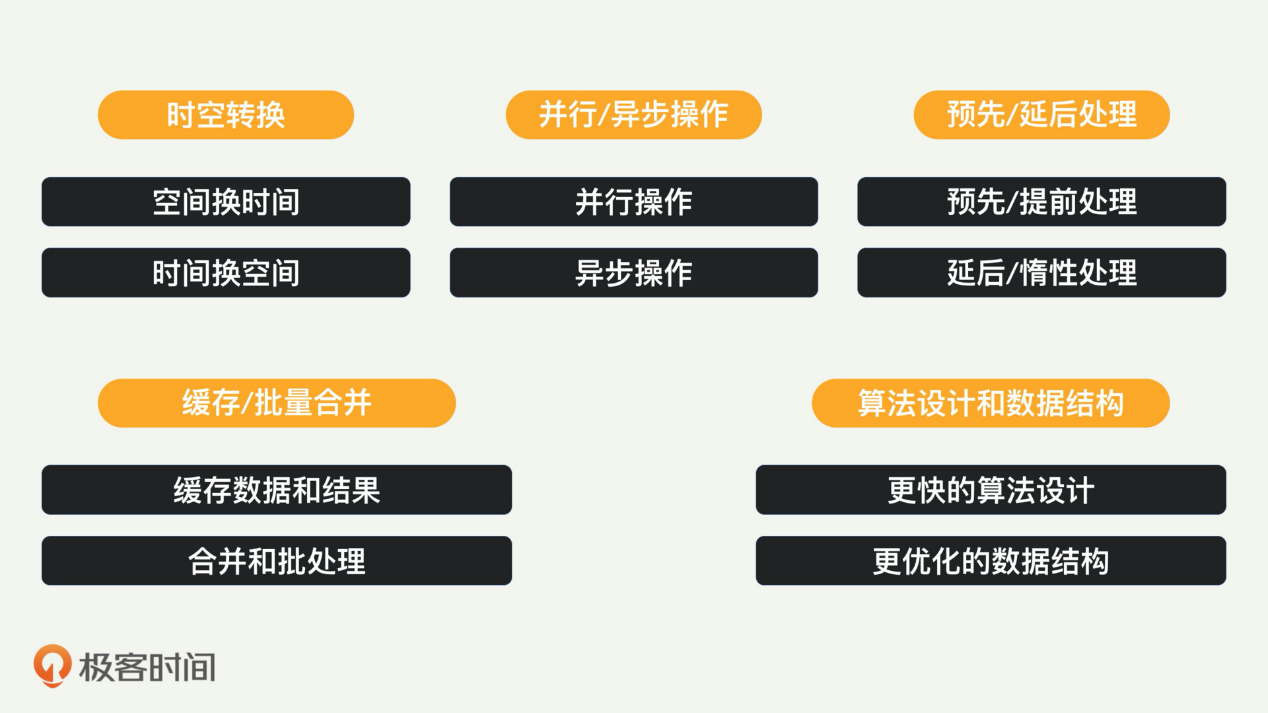 时空转换
并行/异步操作
预先/延后处理
空间换时间
并行操作
预先/提前处理
时间换空间
异步操作
延后/惰性处理
缓存/批量合并
算法设计和数据结构
缓存数据和结果
更快的算法设计
合并和批处理
更优化的数据结构
极客时间